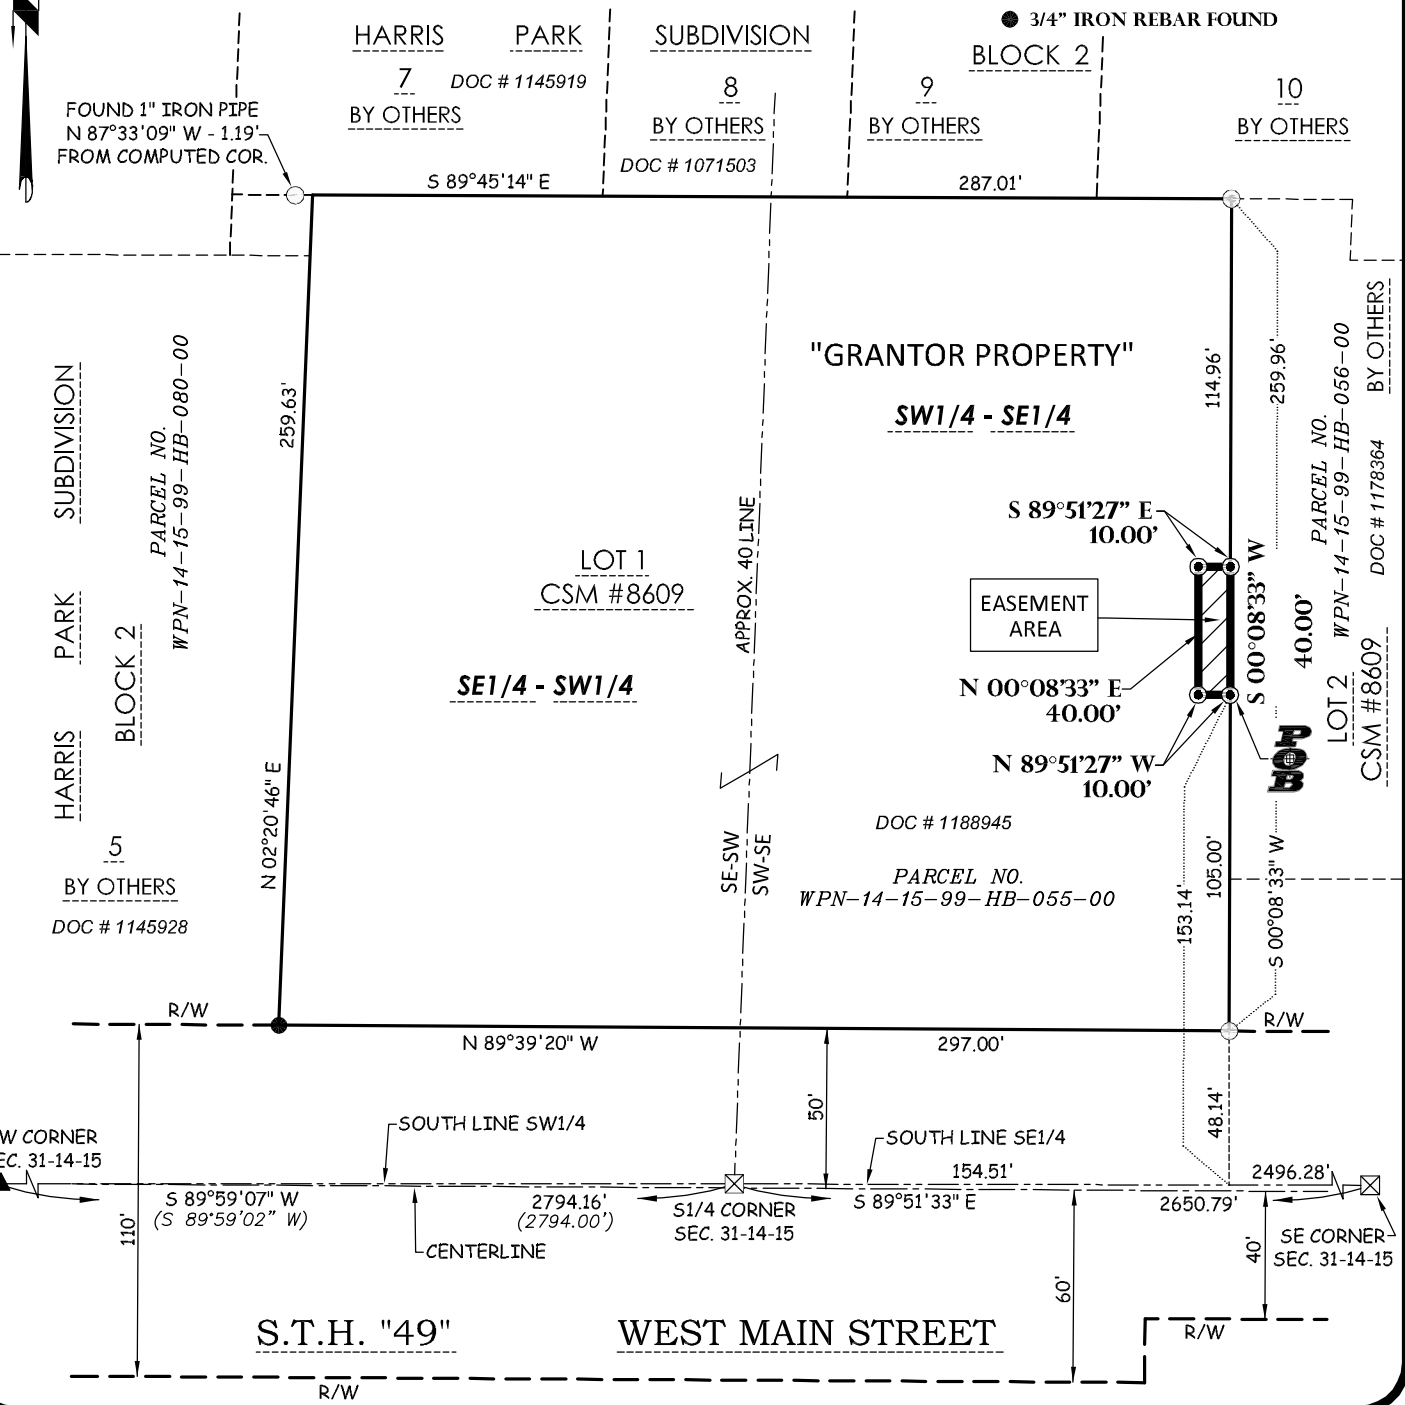 3/4” IRON REBAR FOUND
HARRIS PARK SUBDIVISION
BLOCK 2
7
DOC # 1145919
BY OTHERS
8
BY OTHERS
DOC # 1071503
9
BY OTHERS
10
BY OTHERS
FOUND 1" IRON PIPE
N 87°33'09" W - 1.19'
FROM COMPUTED COR.
S 89°45'14" E
287.01'
"GRANTOR PROPERTY"
SW1/4 - SE1/4
259.63'
N 02°20'46" E
HARRIS PARK SUBDIVISION
BLOCK 2
PARCEL NO.
WPN-14-15-99-HB-080-00
5
BY OTHERS
DOC # 1145928
LOT 1
CSM #8609
SE1/4 - SW1/4
APPROX. 40 LINE
SE-SW
SW-SE
S 89°51'27” E
10.00'
EASEMENT
AREA
N 00°08'33” E
40.00'
N 89°51'27” W
10.00'
S 00°08'33” W
40.00'
POB
114.96'
259.96'
105.00'
153.14'
S 00°08'33" W
DOC # 1188945
PARCEL NO.
WPN-14-15-99-HB-055-00
PARCEL NO.
WPN-14-15-99-HB-056-00
BY OTHERS
DOC # 1178364
LOT 2
CSM #8609
R/W
N 89°39'20" W
297.00'
R/W
50'
48.14'
110'
W CORNER
EC. 31-14-15
SOUTH LINE SW1/4
SOUTH LINE SE1/4
154.51'
2496.28'
S 89°59'07" W
(S 89°59'02" W)
2794.16'
(2794.00')
S1/4 CORNER
SEC. 31-14-15
S 89°51'33" E
2650.79'
CENTERLINE
60'
40'
SE CORNER
SEC. 31-14-15
S.T.H. "49"
WEST MAIN STREET
R/W
R/W